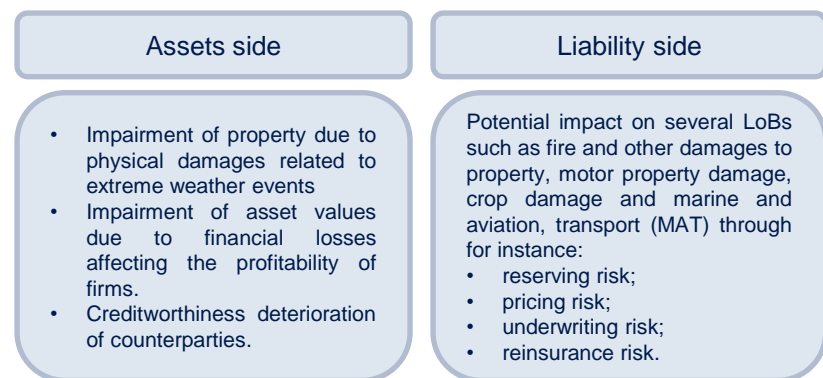 Assets side
• Impairment of property due to
physical damages related to
extreme weather events
• Impairment of asset values
due to financial losses
affecting the profitability of
firms.
• Creditworthiness deterioration
of counterparties.
Liability side
Potential impact on several LoBs
such as fire and other damages to
property, motor property damage,
crop damage and marine and
aviation, transport (MAT) through
for instance:
• reserving risk;
• pricing risk;
• underwriting risk;
• reinsurance risk.